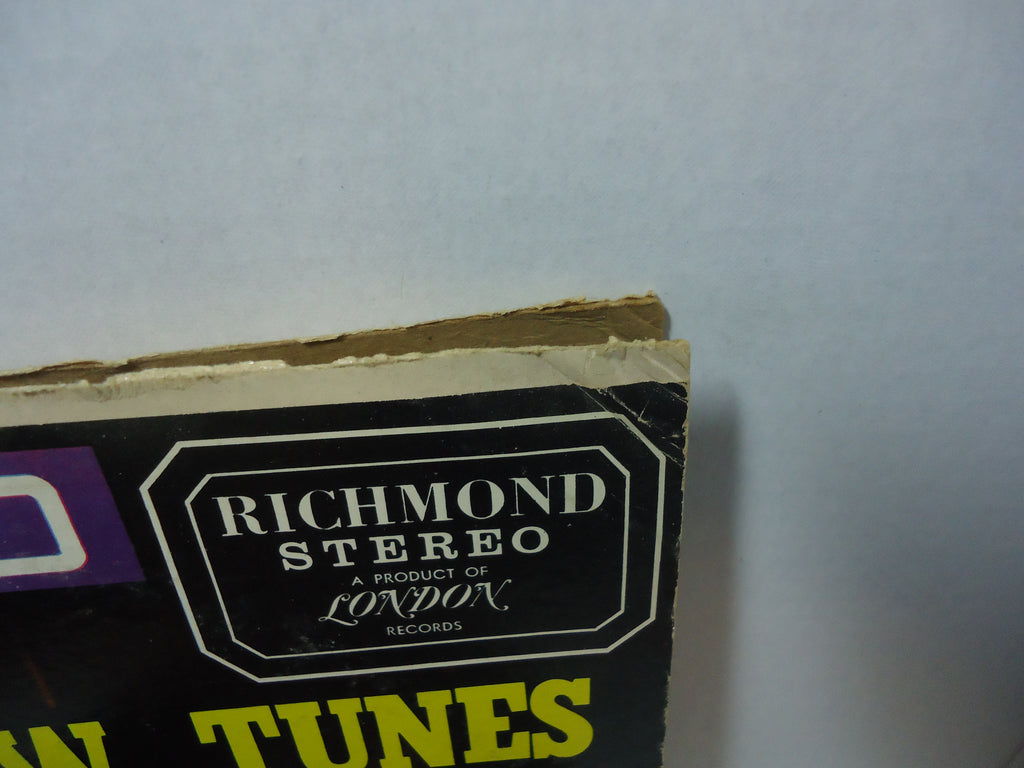 RICHMOND
STEREO
A PRODUCT OF
LONDON
RECORDS
TUNES